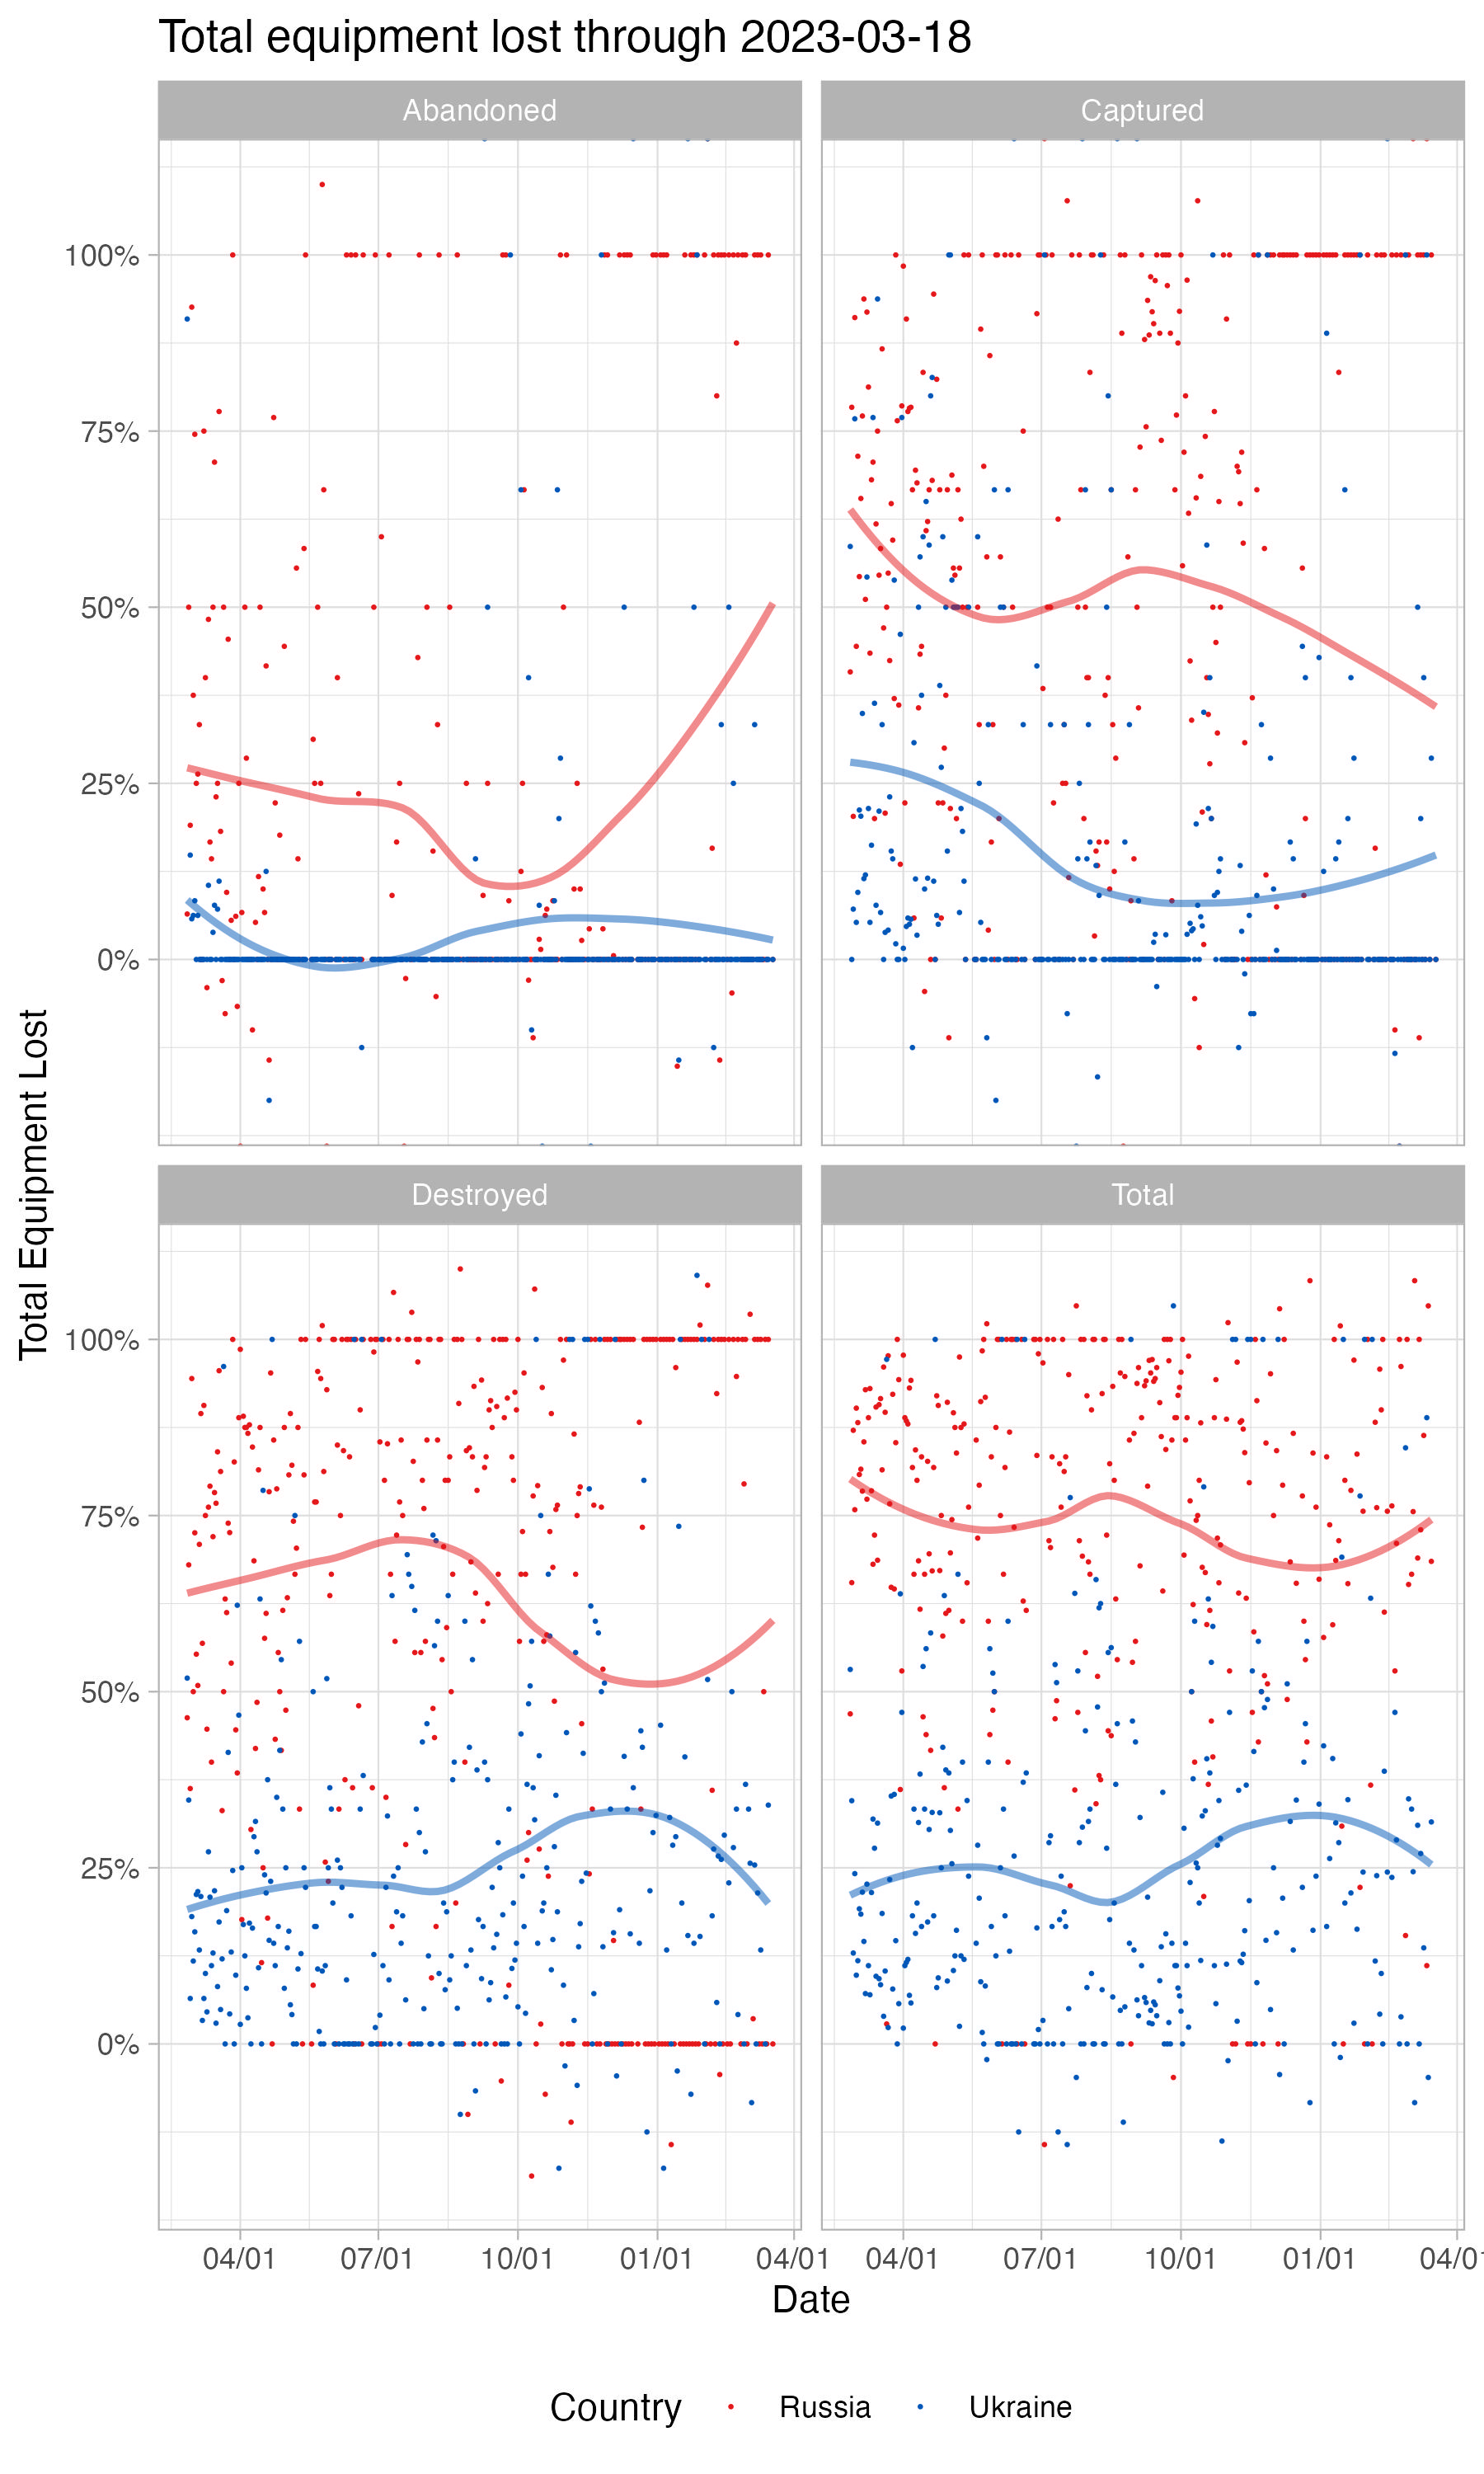 Total equipment lost through 2023-03-18
Abandoned
Captured
100%
75%
50%
25%
0%
Total Equipment Lost
Destroyed
Total
100%
75%
50%
25%
0%
04/01 07/01 10/01 01/01 04/01 04/01 07/01 10/01 01/01 04/0
Date
Country Russia Ukraine